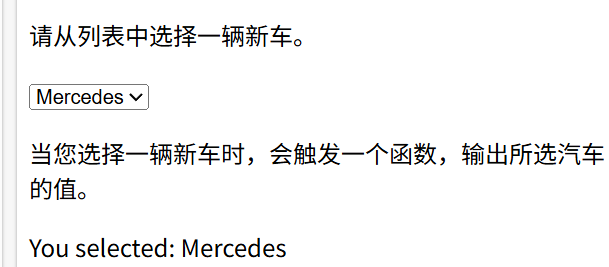 请从列表中选择一辆新车。
Mercedes
当您选择一辆新车时，会触发一个函数，输出所选汽车
的值。
You selected: Mercedes